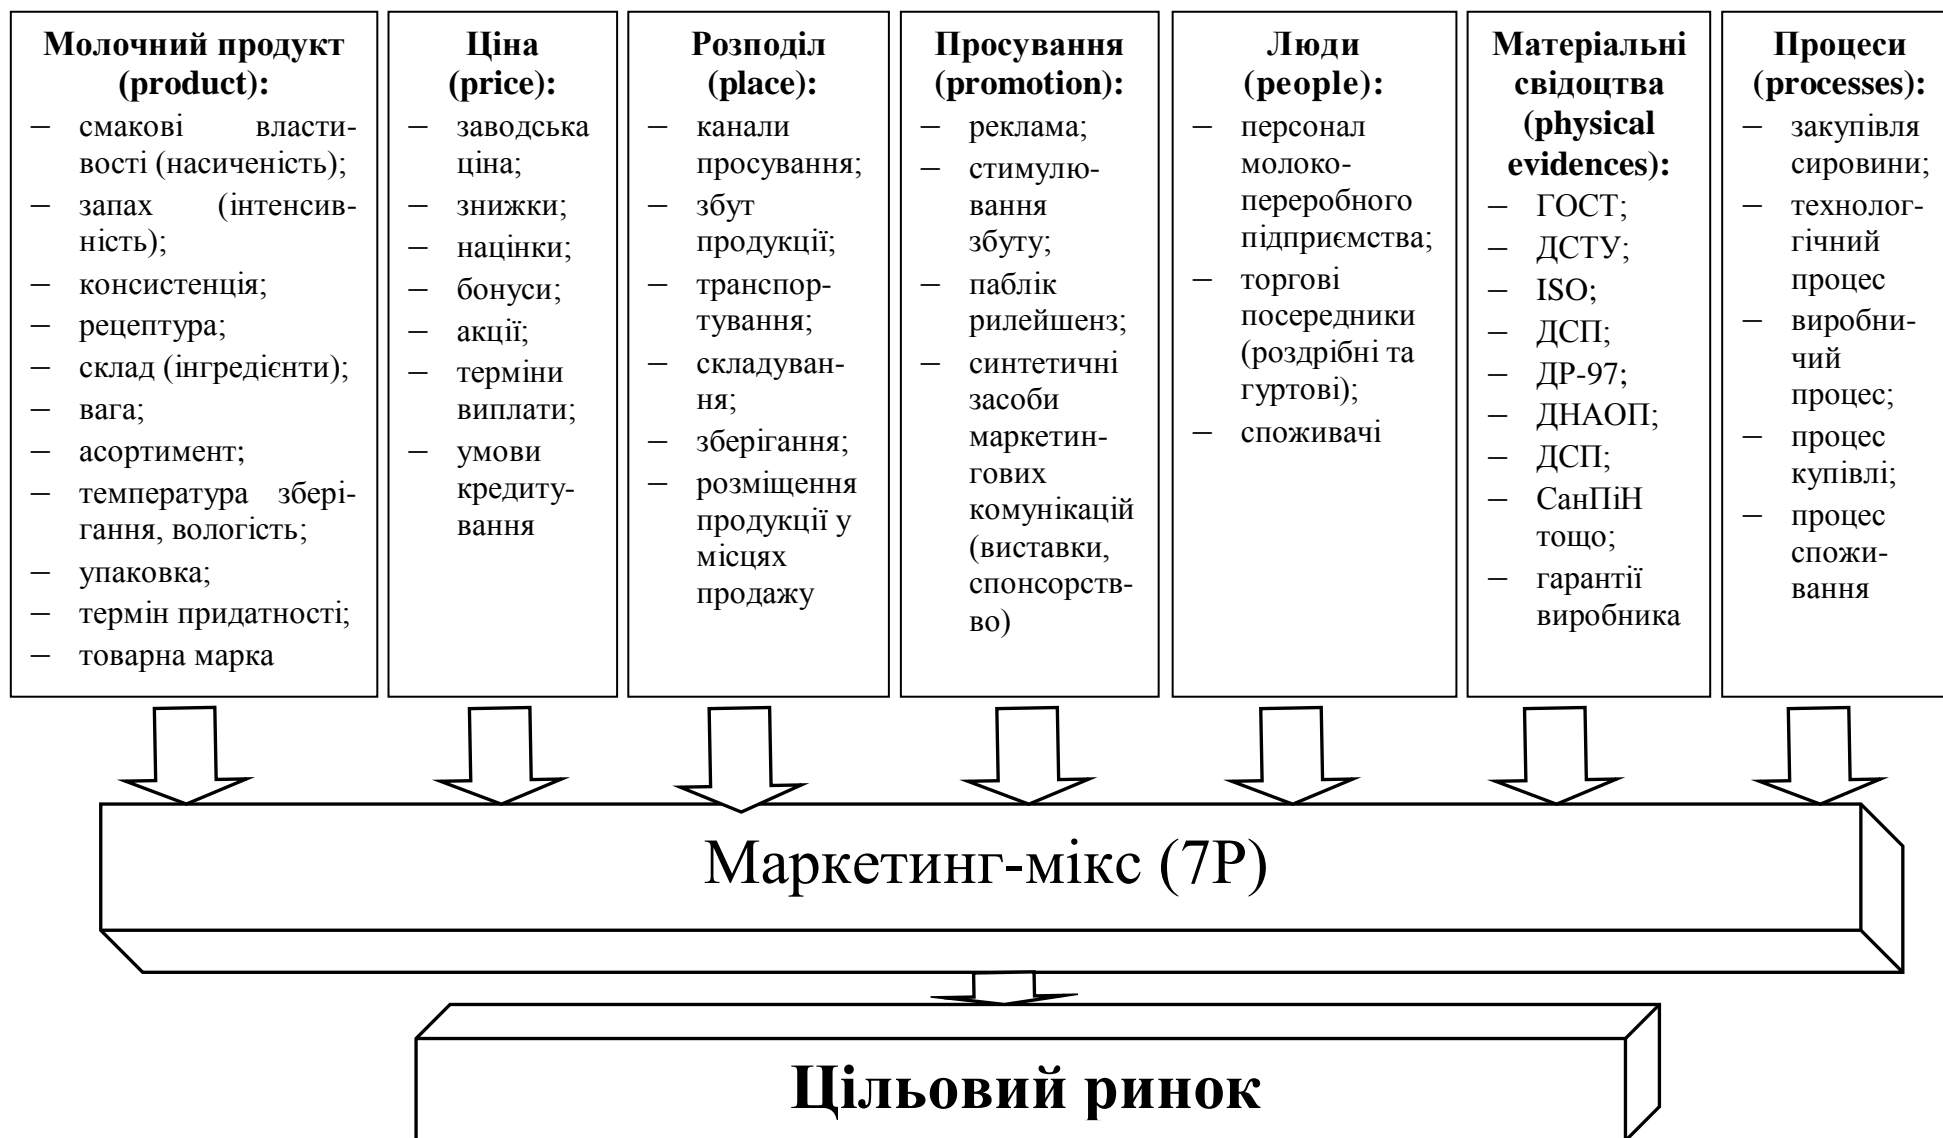 Молочний продукт
(product):
– смакові власти-
вості (насиченість);
– запах (інтенсив-
ність);
– консистенція;
– рецептура;
– склад (інгредієнти);
– вага;
– асортимент;
– температура збері-
гання, вологість;
– упаковка;
– термін придатності;
– товарна марка
Ціна
(price):
– заводська
ціна;
– знижки;
– націнки;
– бонуси;
– акції;
– терміни
виплати;
– умови
кредиту-
вання
Розподіл
(place):
– канали
просування;
– збут
продукції;
– транспор-
тування;
– складуван-
ня;
– зберігання;
– розміщення
продукції у
місцях
продажу
Просування
(promotion):
– реклама;
– стимулю-
вання
збуту;
– паблік
рилейшенз;
– синтетичні
засоби
маркетин-
гових
комунікацій
(виставки,
спонсорств-
во)
Люди
(people):
– персонал
молоко-
переробного
підприємства;
– торгові
посередники
(роздрібні та
гуртові);
– споживачі
Матеріальні
свідоцтва
(physical
evidences):
– ГОСТ;
– ДСТУ;
– ISO;
– ДСП;
– ДР-97;
– ДНАОП;
– ДСП;
– СанПіН
тощо;
– гарантії
виробника
Процеси
(processes):
– закупівля
сировини;
– технолог-
гічний
процес
– виробни-
чий
процес;
– процес
купівлі;
– процес
спожи-
вання
Маркетинг-мікс (7Р)
Цільовий ринок